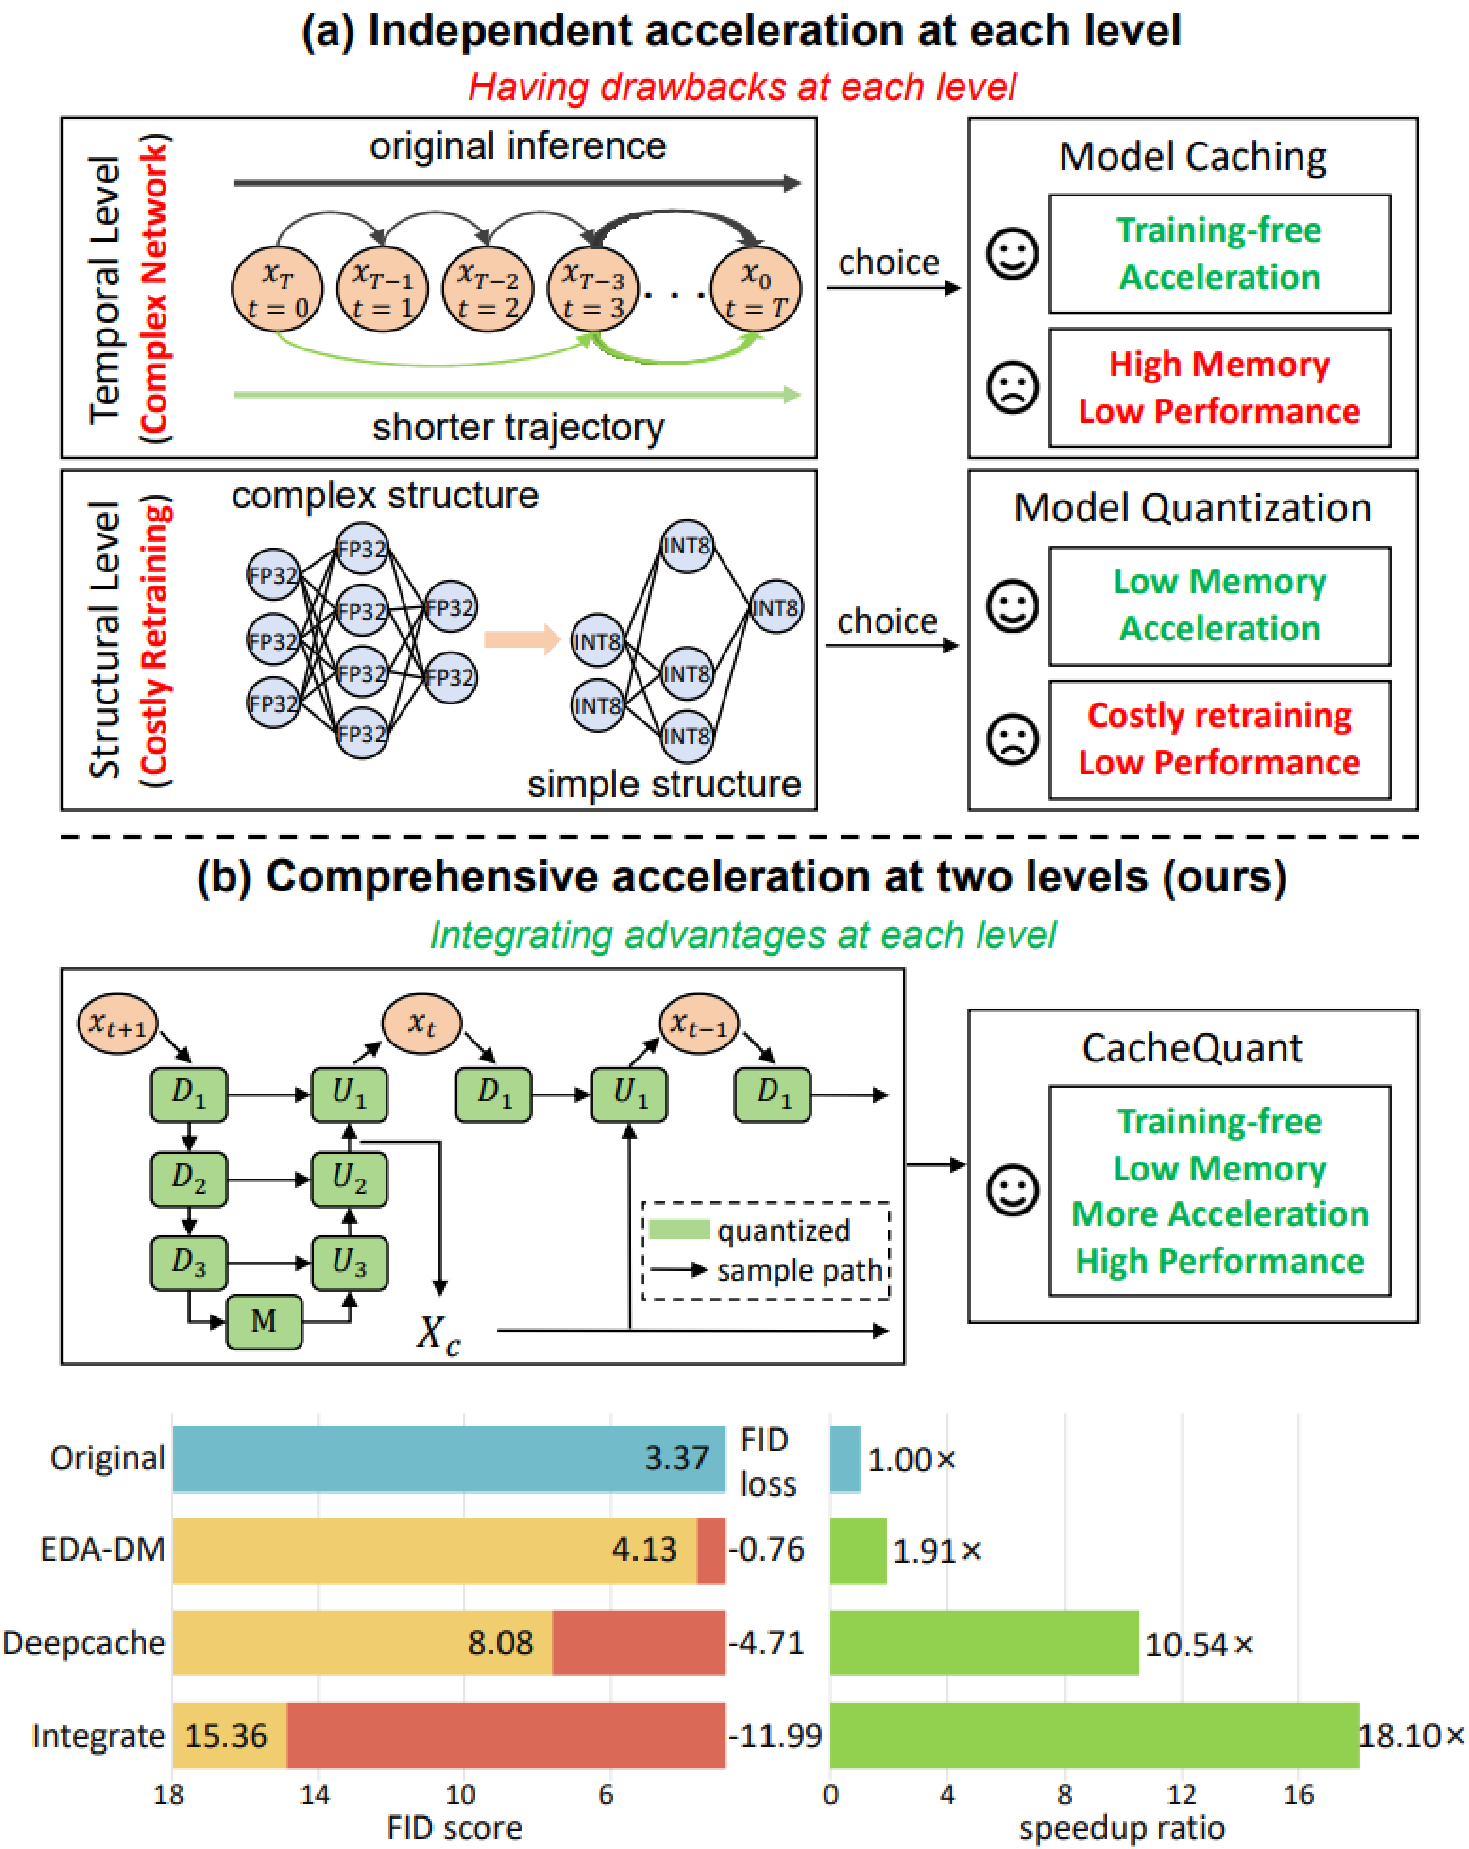 (a) Independent acceleration at each level
Having drawbacks at each level
Temporal Level
(Complex Network)
original inference
x_T
t = 0
x_{T−1}
t = 1
x_{T−2}
t = 2
x_{T−3}
t = 3
. . .
x_0
t = T
shorter trajectory
choice
Model Caching
Training-free
Acceleration
High Memory
Low Performance
Structural Level
(Costly Retraining)
complex structure
FP32
FP32
FP32
FP32
FP32
FP32
FP32
FP32
FP32
INT8
INT8
INT8
INT8
INT8
INT8
simple structure
choice
Model Quantization
Low Memory
Acceleration
Costly retraining
Low Performance
(b) Comprehensive acceleration at two levels (ours)
Integrating advantages at each level
x_{t+1}
x_t
x_{t−1}
D_1
U_1
D_1
U_1
D_1
D_2
U_2
D_3
U_3
M
X_c
quantized
sample path
CacheQuant
Training-free
Low Memory
More Acceleration
High Performance
Original
3.37
FID
loss
1.00×
EDA-DM
4.13
-0.76
1.91×
Deepcache
8.08
-4.71
10.54×
Integrate
15.36
-11.99
18.10×
18 14 10 6
FID score
0 4 8 12 16
speedup ratio